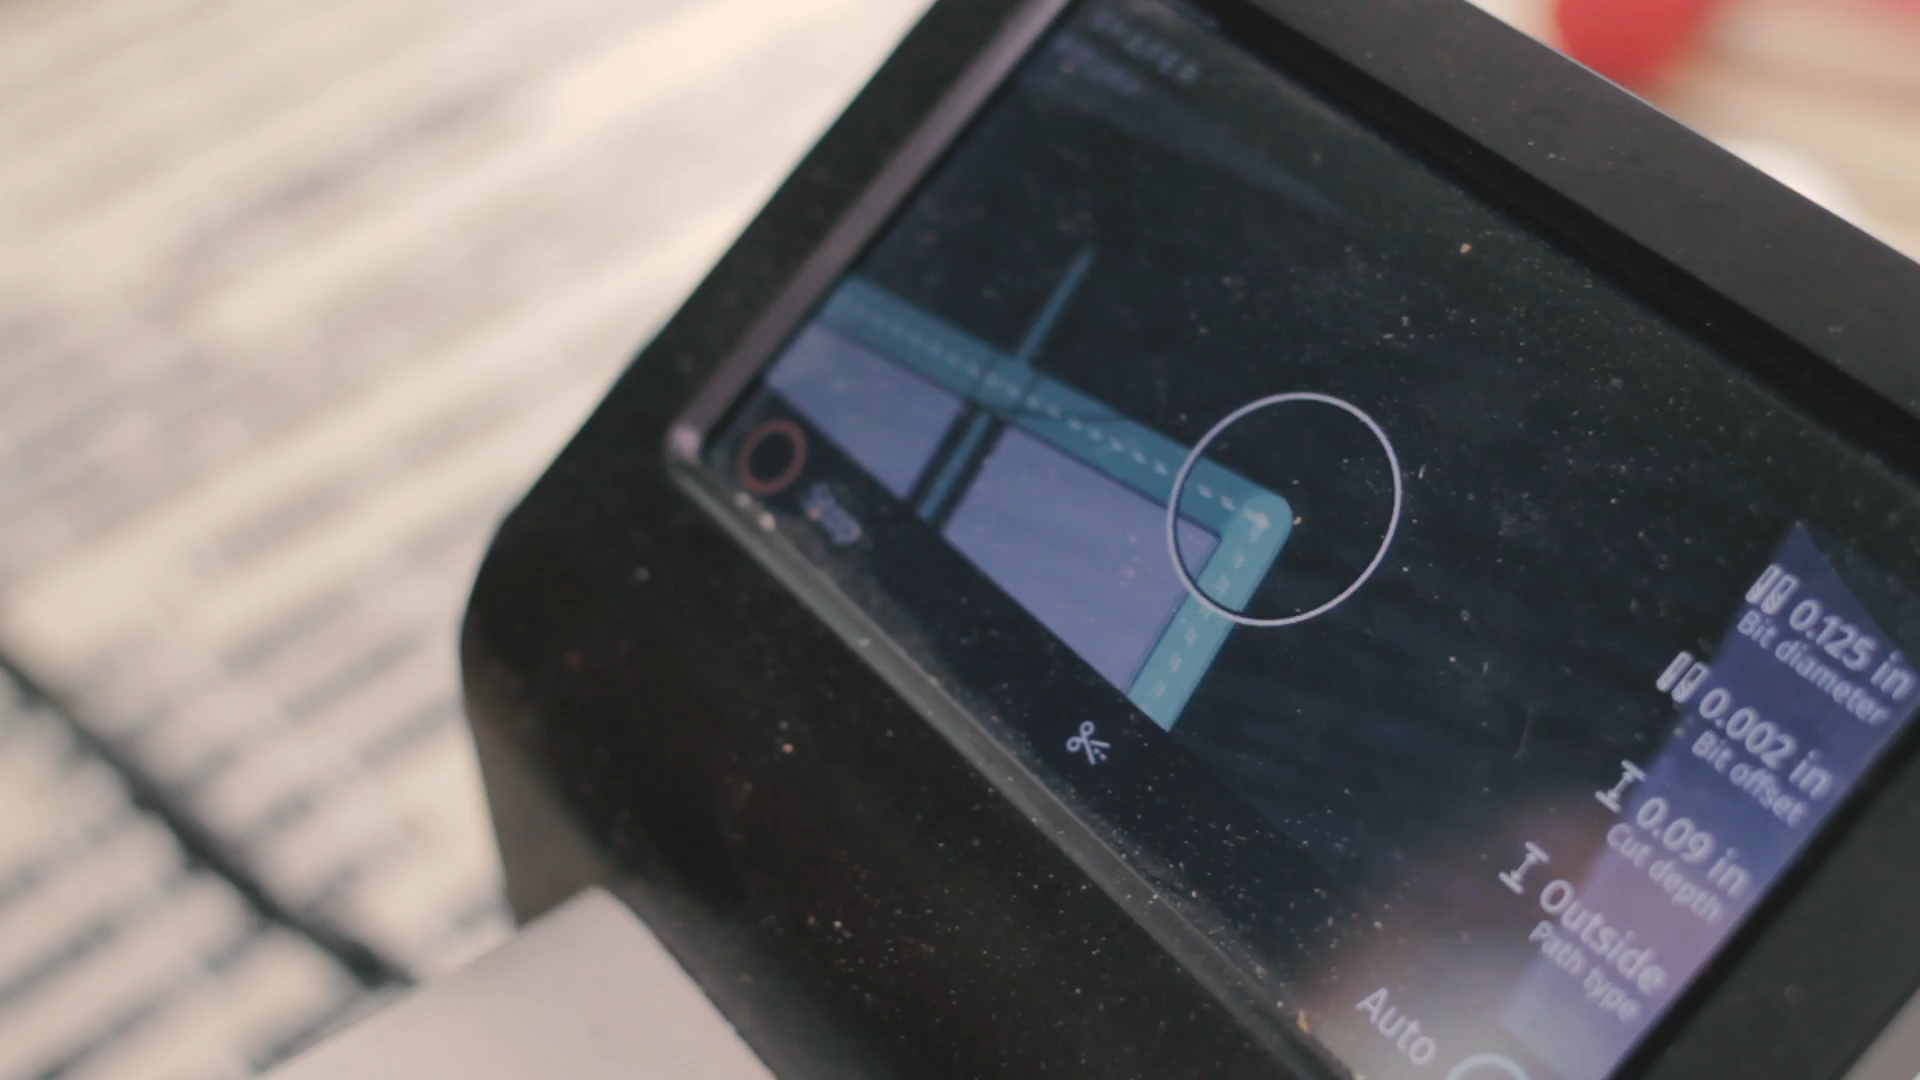 0.125 in
Bit diameter
0.002 in
Bit offset
0.09 in
Cut depth
Outside
Path type
Auto
Stop